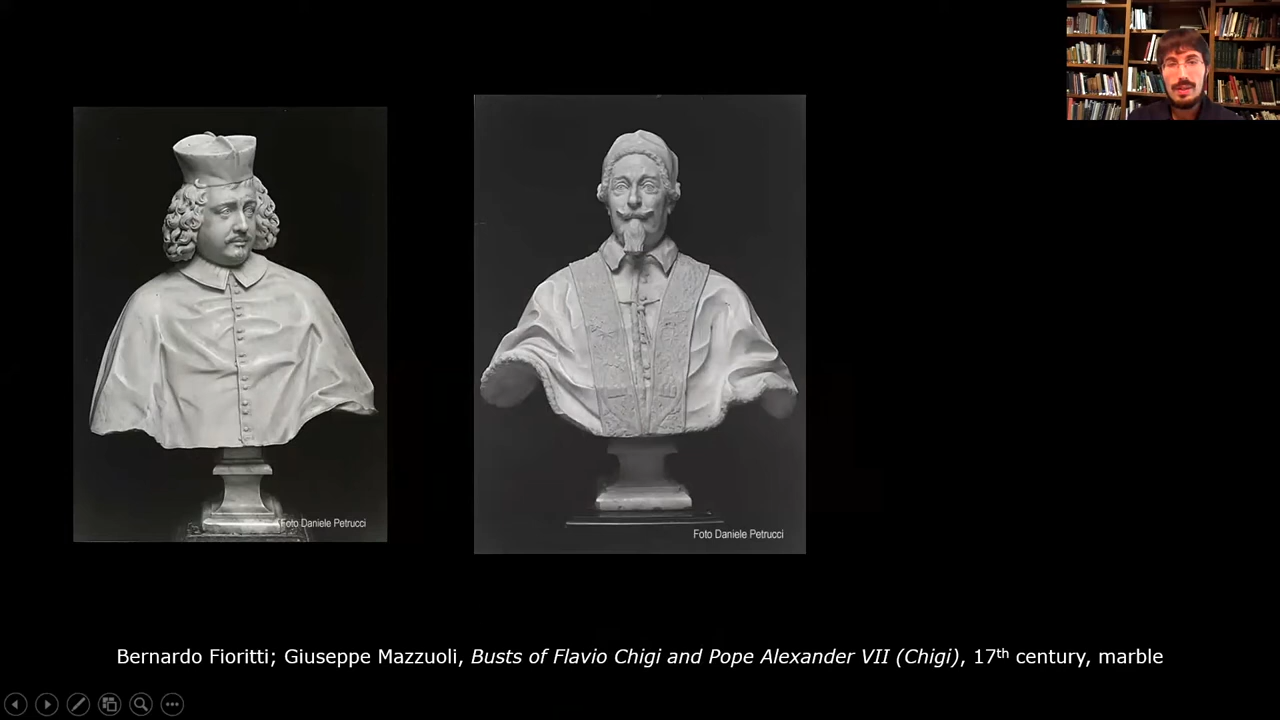 Foto Daniele Petrucci
Foto Daniele Petrucci
Bernardo Fioritti; Giuseppe Mazzuoli, Busts of Flavio Chigi and Pope Alexander VII (Chigi), 17th century, marble